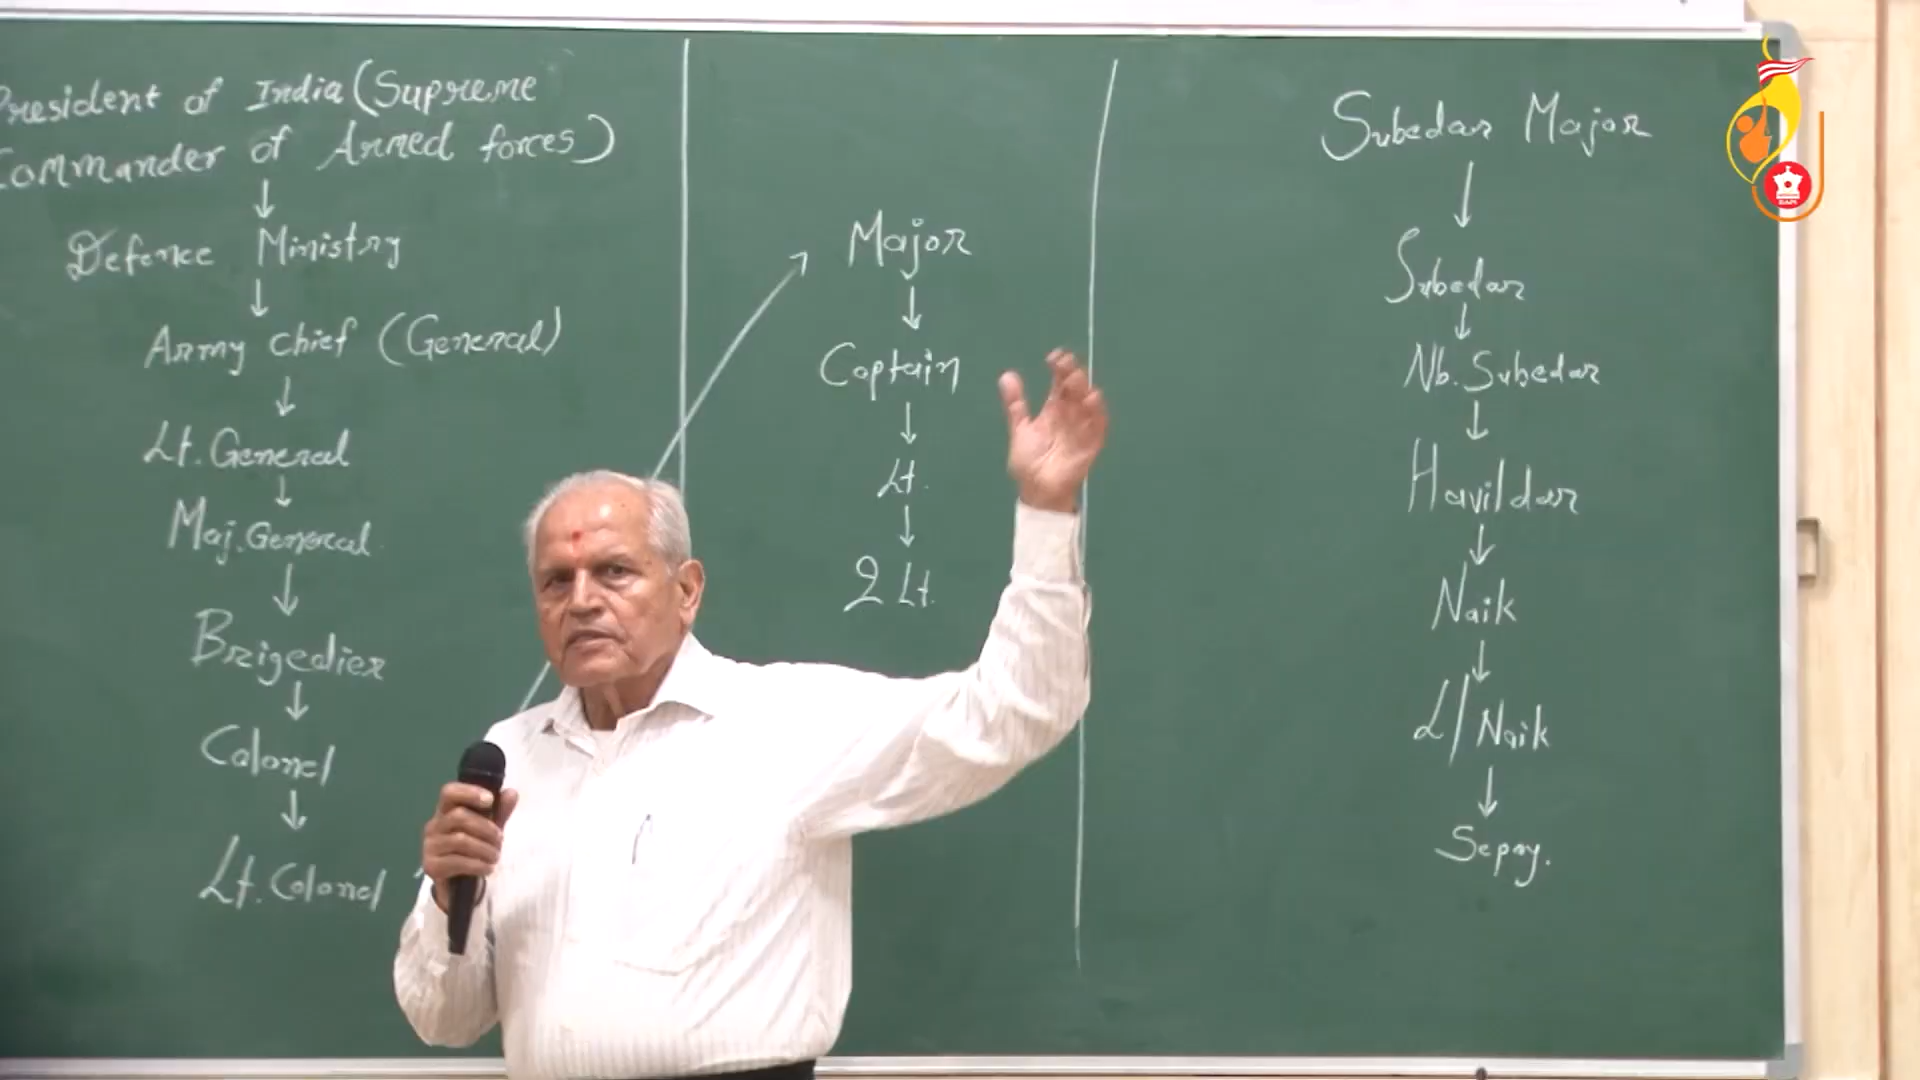 President of India (Supreme
Commander of Armed forces)
↓
Defence Ministry
↓
Army chief (General)
↓
Lt. General
↓
Maj. General
↓
Brigedier
↓
Colonel
↓
Lt. Colonel
Major
↓
Captain
↓
Lt.
↓
2 Lt.
Subedar Major
↓
Subedar
↓
Nb. Subedar
↓
Havildar
↓
Naik
↓
L/Naik
↓
Sepoy.